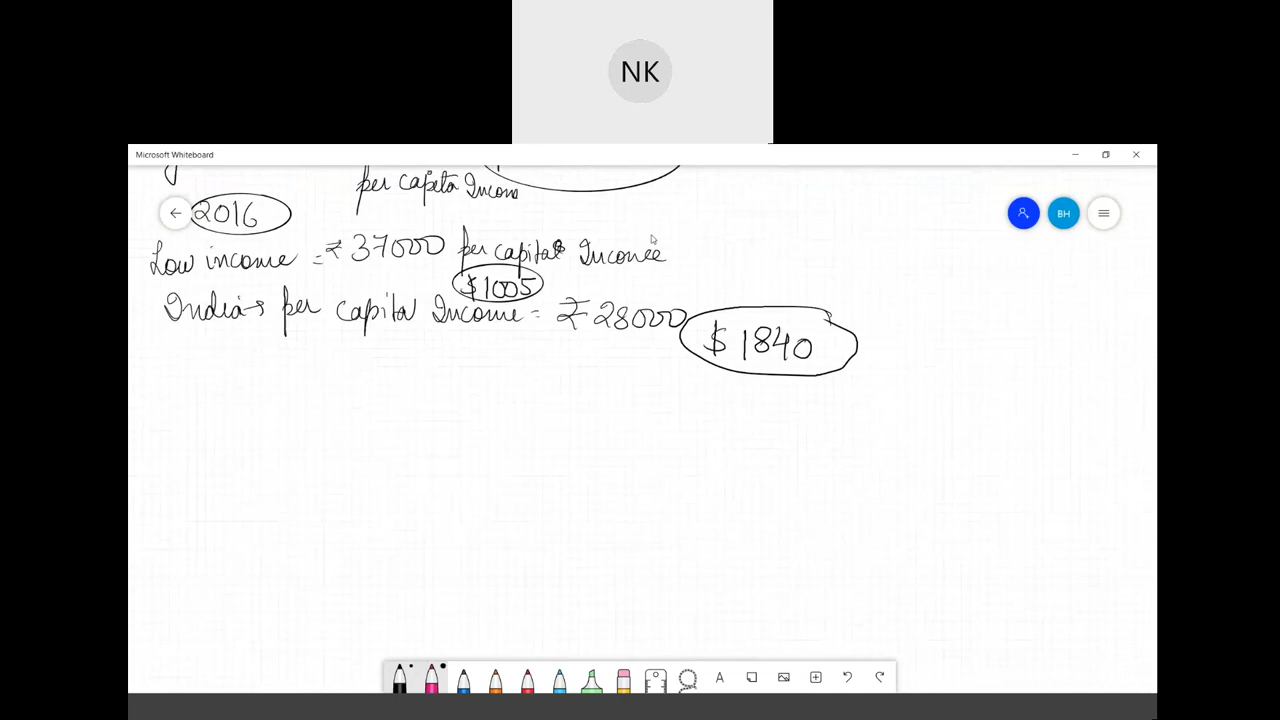 NK
Microsoft Whiteboard
per capita Incom
2016
BH
Low income = ₹ 37000 per capita Income
$1005
India's per capita Income = ₹ 28000
$ 1840
A